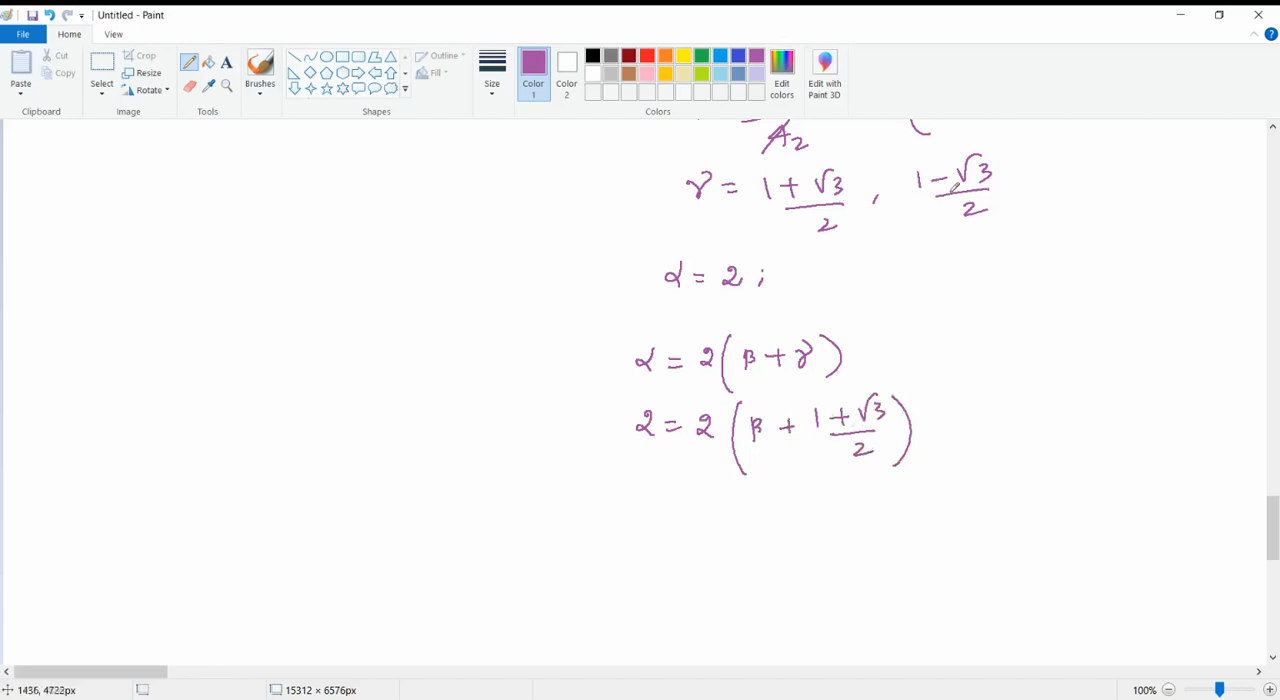 Untitled - Paint
File Home View
Paste Cut Copy
Clipboard
Select Crop Resize Rotate
Image
A
Tools
Brushes
Outline Fill
Shapes
Size
Color 1 Color 2
Edit colors
Edit with Paint 3D
Colors
A2
γ = 1 + √3/2 , 1 - √3/2
α = 2 ;
α = 2 ( β + γ )
2 = 2 ( β + 1 + √3/2 )
1436, 4723px 15312 × 6576px 100%